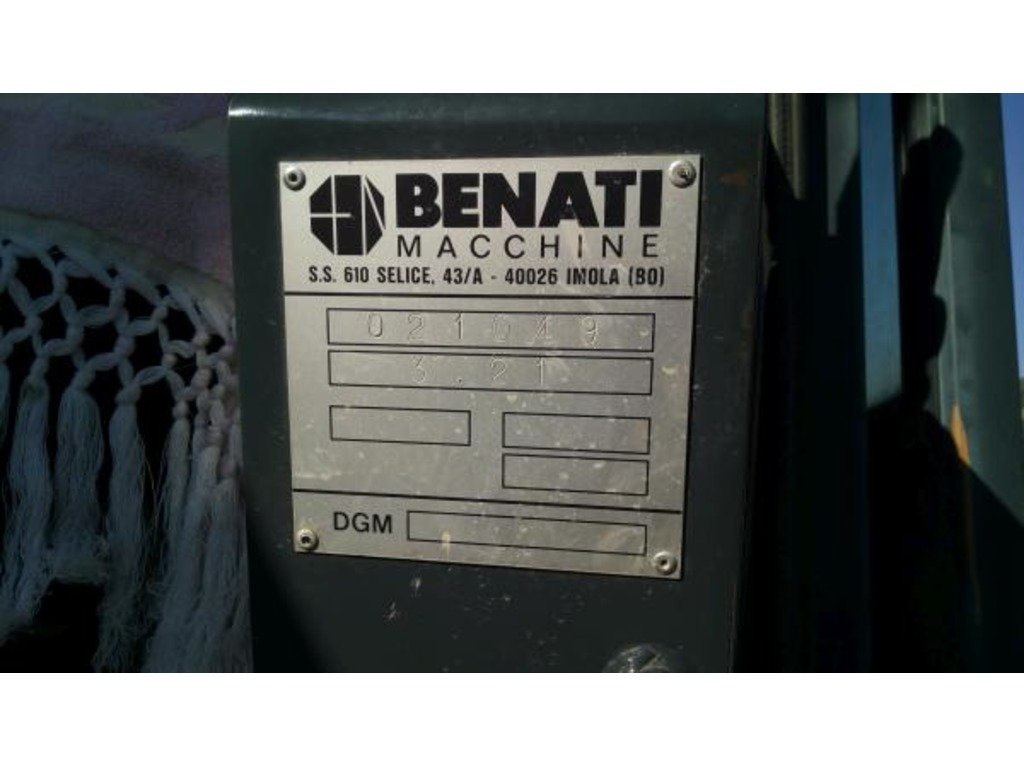 BENATI
MACCHINE
S.S. 610 SELICE, 43/A - 40026 IMOLA (BO)
021049
3.21
DGM